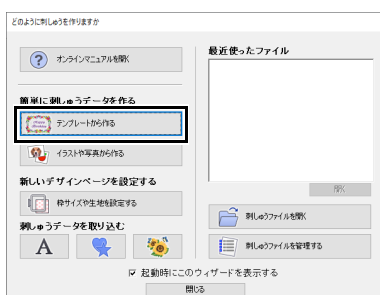 どのように刺しゅうを作りますか
オンラインマニュアルを開く
簡単に刺しゅうデータを作る
テンプレートから作る
イラストや写真から作る
新しいデザインページを設定する
枠サイズや生地を設定する
刺しゅうデータを取り込む
A
最近使ったファイル
開く
刺しゅうファイルを開く
刺しゅうファイルを管理する
起動時にこのウィザードを表示する
閉じる